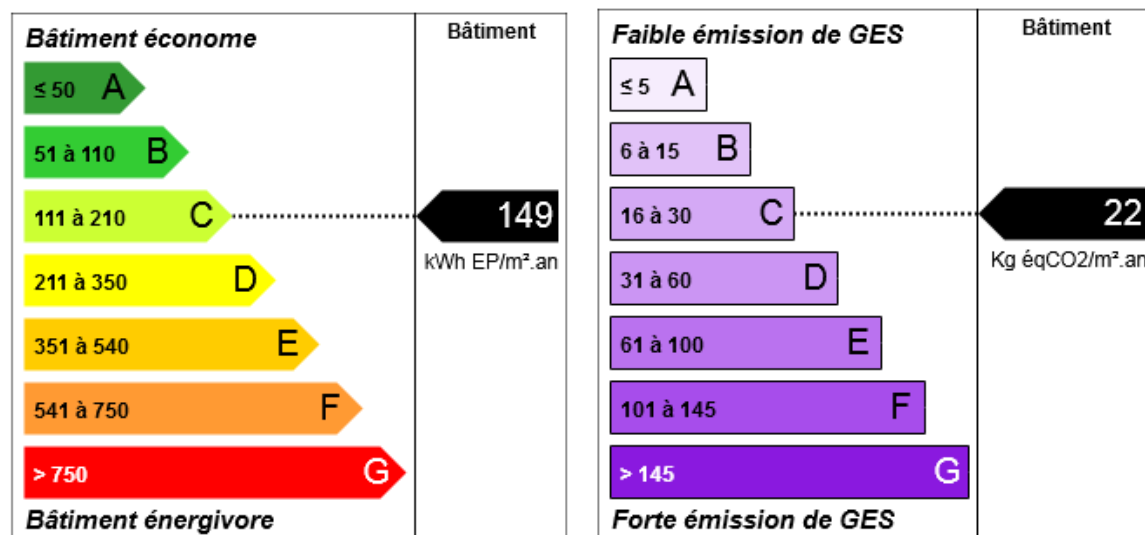 Bâtiment économe
Bâtiment
≤ 50 A
51 à 110 B
111 à 210 C
149
kWh EP/m².an
211 à 350 D
351 à 540 E
541 à 750 F
> 750 G
Bâtiment énergivore
Faible émission de GES
Bâtiment
≤ 5 A
6 à 15 B
16 à 30 C
22
Kg éqCO2/m².an
31 à 60 D
61 à 100 E
101 à 145 F
> 145 G
Forte émission de GES